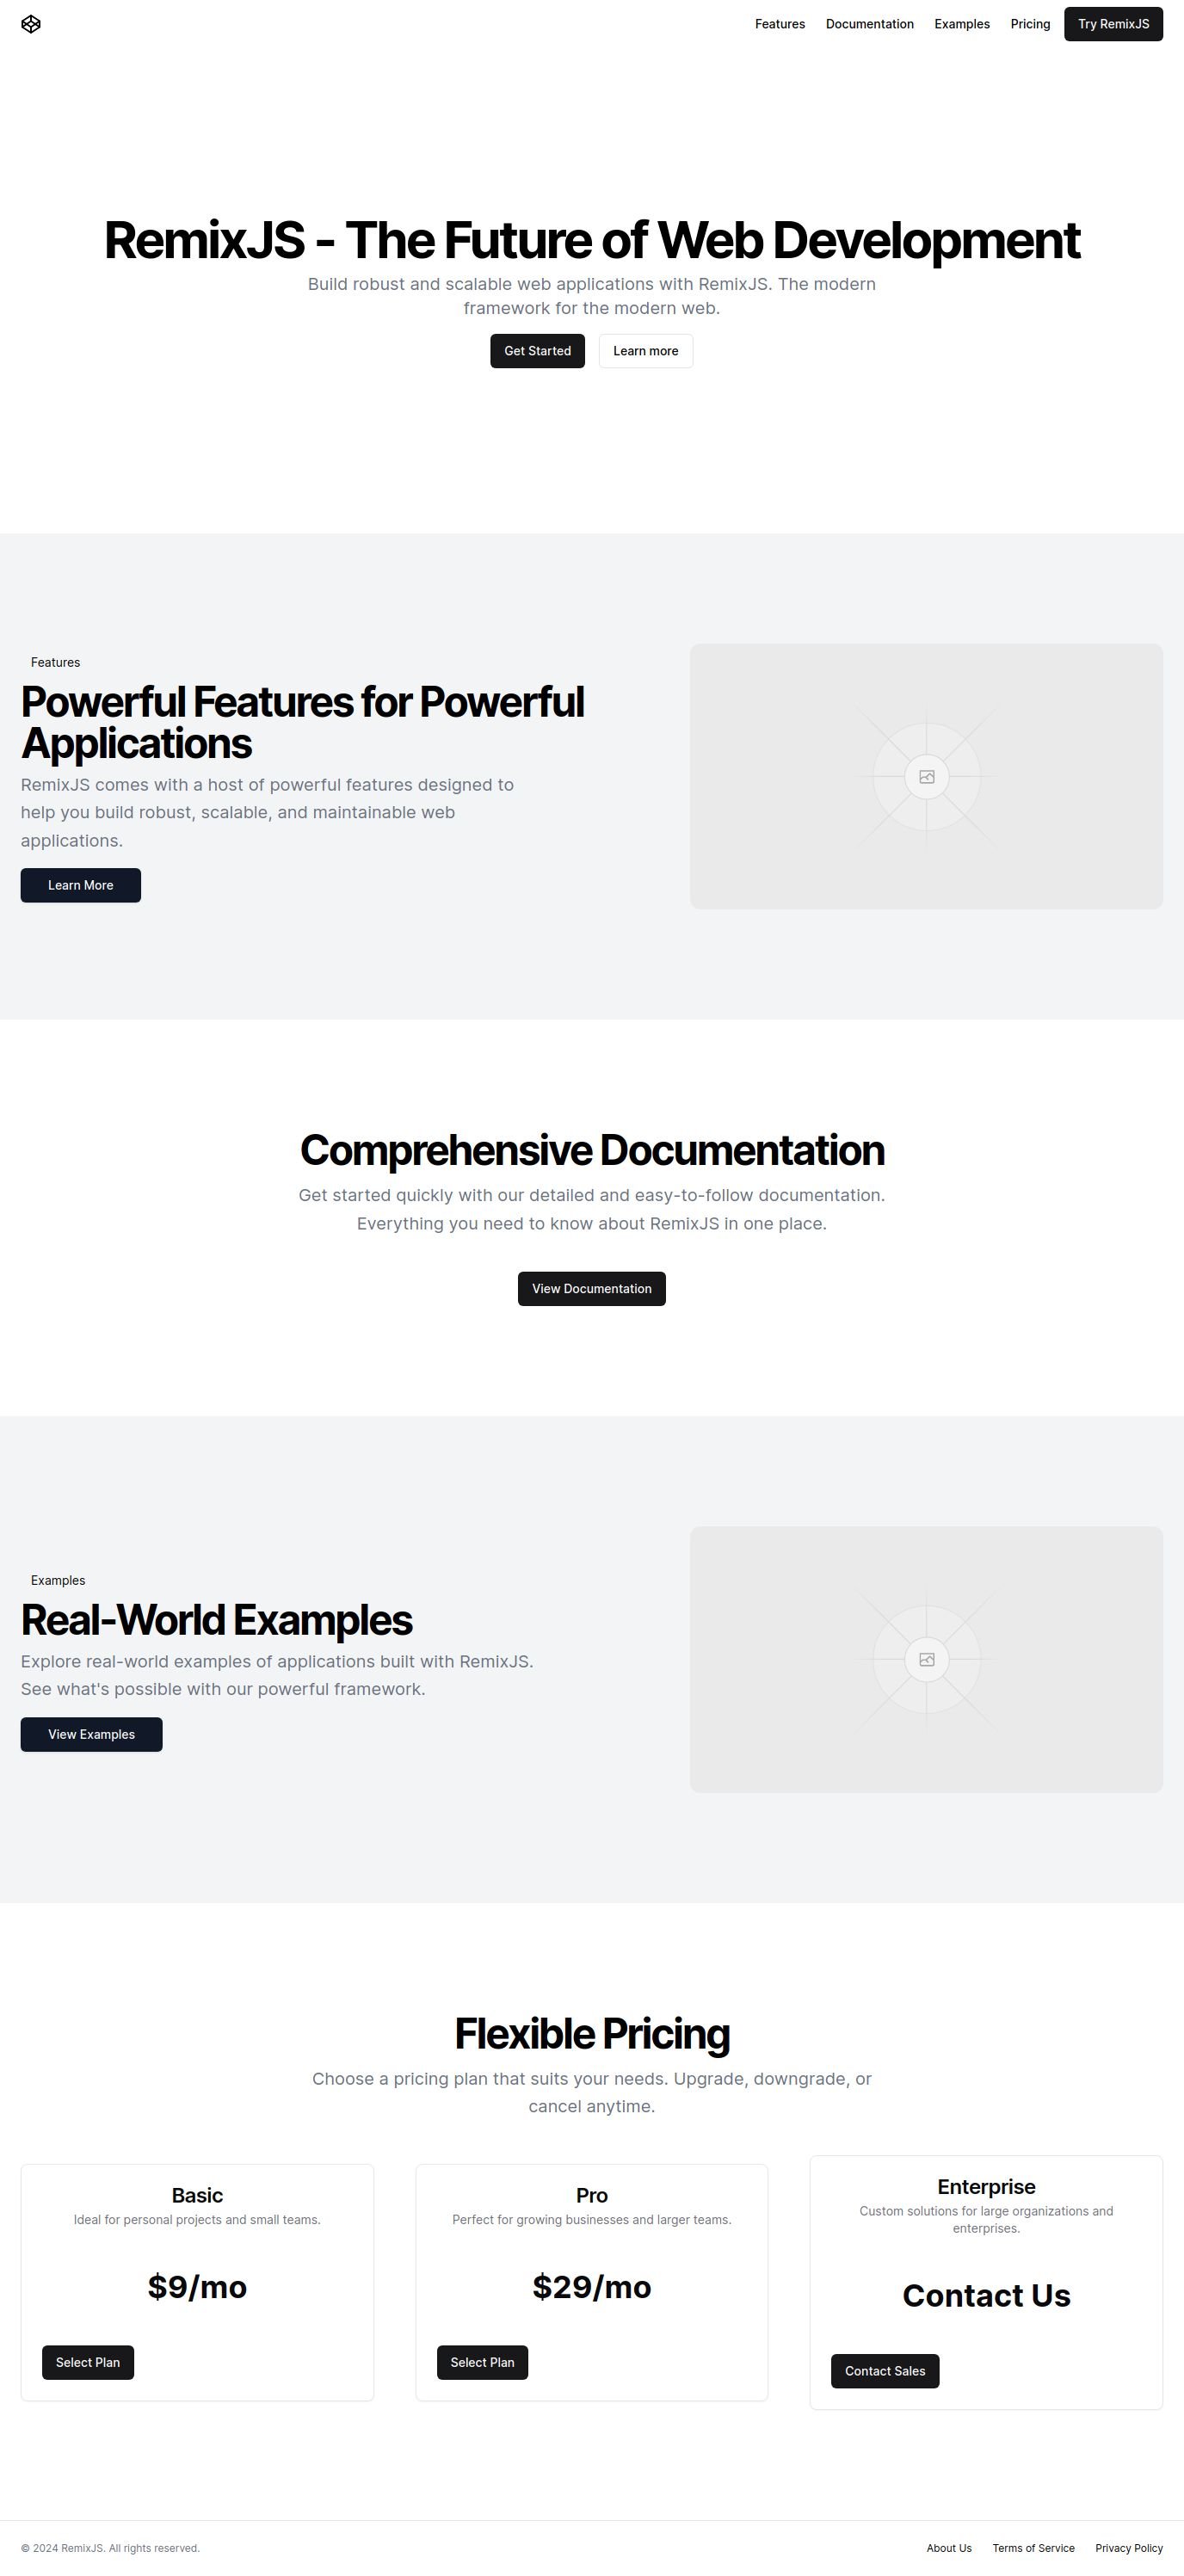 Features Documentation Examples Pricing Try RemixJS
RemixJS - The Future of Web Development
Build robust and scalable web applications with RemixJS. The modern
framework for the modern web.
Get Started Learn more
Features
Powerful Features for Powerful
Applications
RemixJS comes with a host of powerful features designed to
help you build robust, scalable, and maintainable web
applications.
Learn More
Comprehensive Documentation
Get started quickly with our detailed and easy-to-follow documentation.
Everything you need to know about RemixJS in one place.
View Documentation
Examples
Real-World Examples
Explore real-world examples of applications built with RemixJS.
See what's possible with our powerful framework.
View Examples
Flexible Pricing
Choose a pricing plan that suits your needs. Upgrade, downgrade, or
cancel anytime.
Basic
Ideal for personal projects and small teams.
$9/mo
Select Plan
Pro
Perfect for growing businesses and larger teams.
$29/mo
Select Plan
Enterprise
Custom solutions for large organizations and
enterprises.
Contact Us
Contact Sales
© 2024 RemixJS. All rights reserved.
About Us Terms of Service Privacy Policy